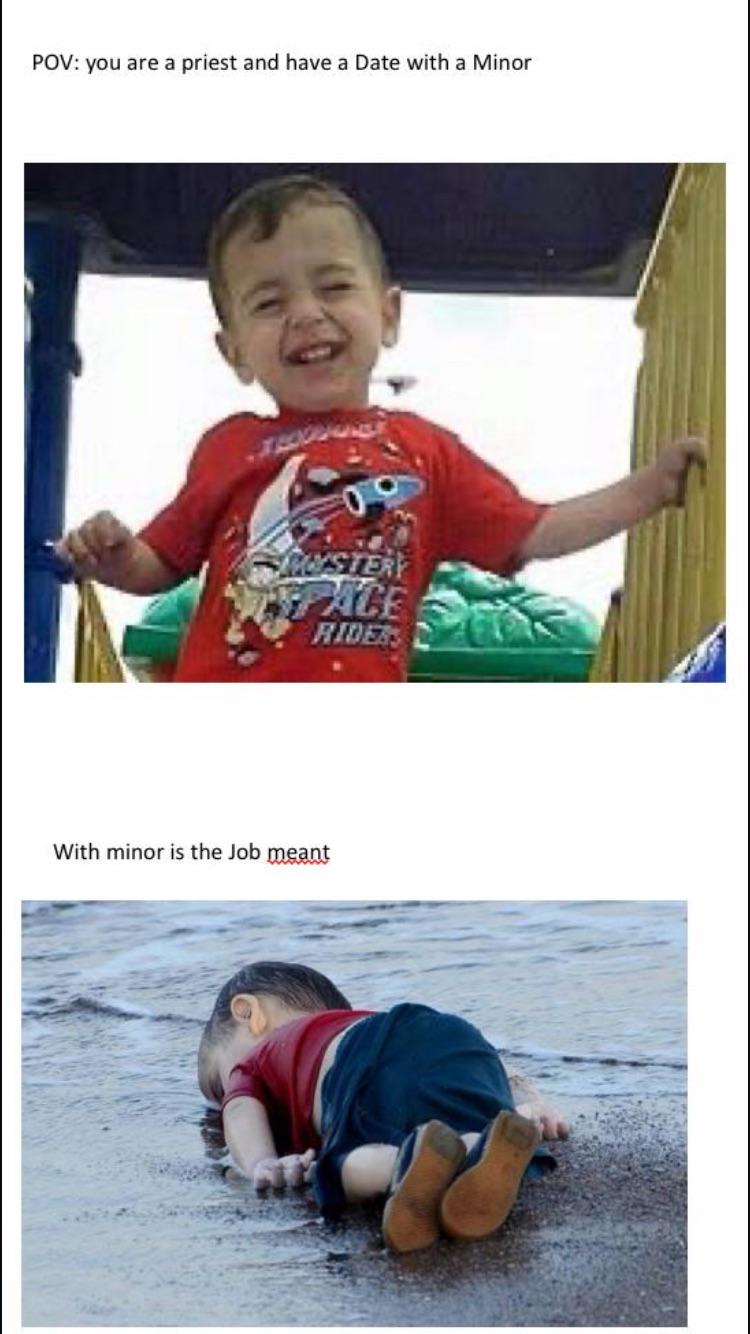 POV: you are a priest and have a Date with a Minor
MYSTERY
SPACE
RIDERS
With minor is the Job meant